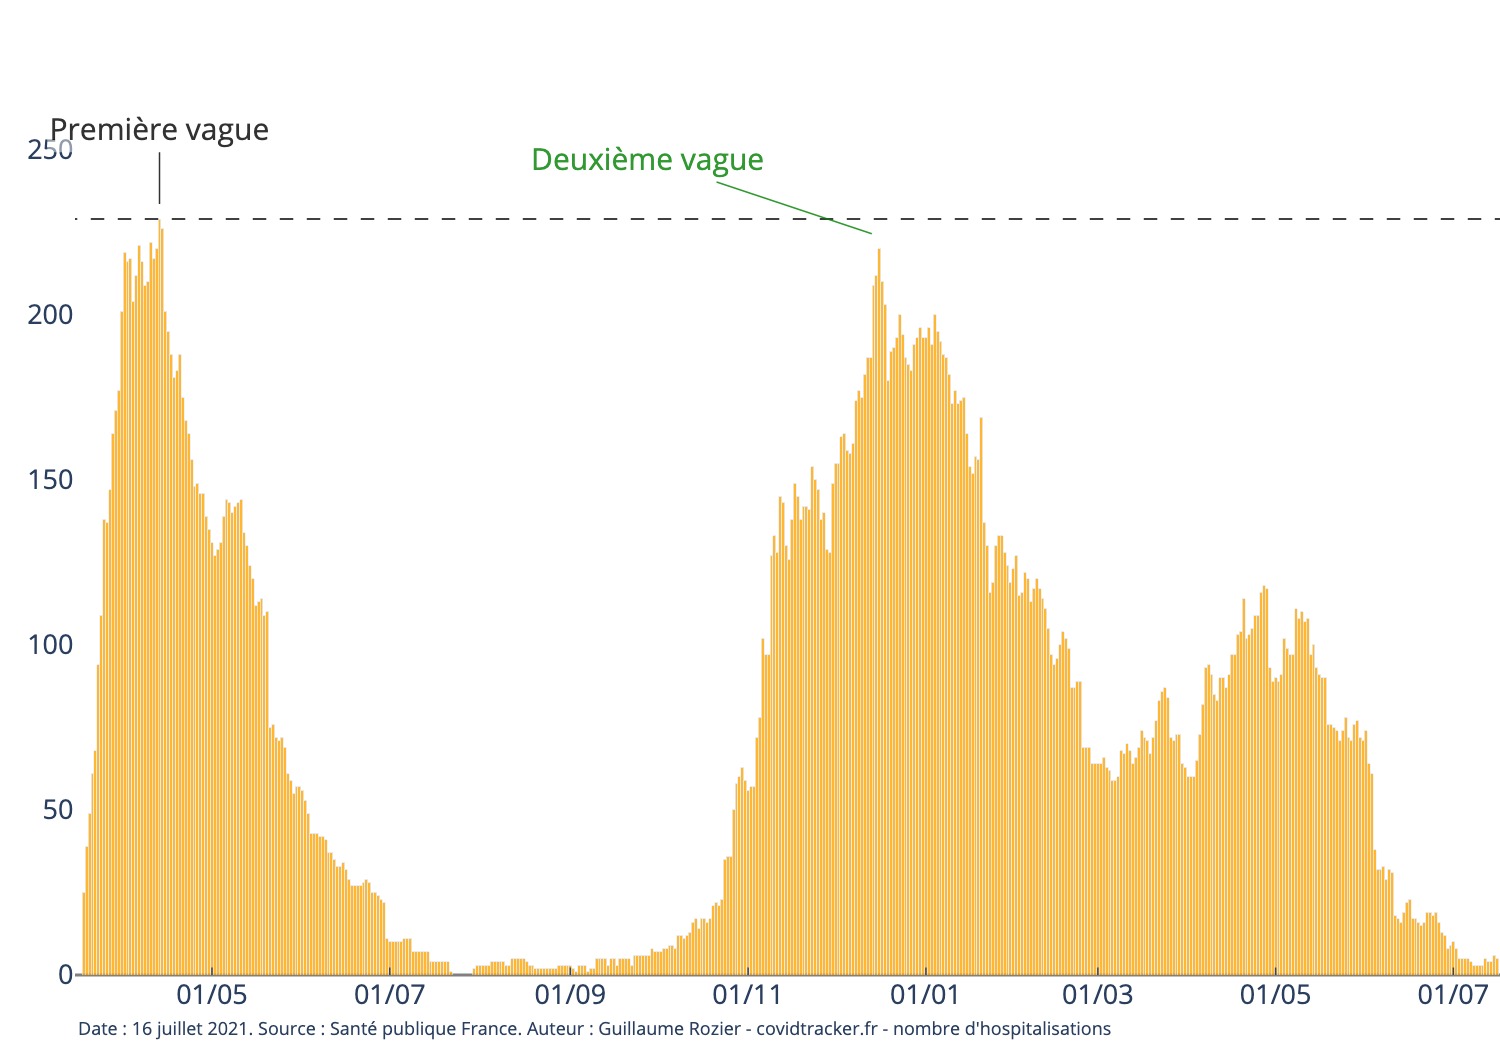 Première vague
250
Deuxième vague
200
150
100
50
0
01/05 01/07 01/09 01/11 01/01 01/03 01/05 01/07
Date : 16 juillet 2021. Source : Santé publique France. Auteur : Guillaume Rozier - covidtracker.fr - nombre d'hospitalisations